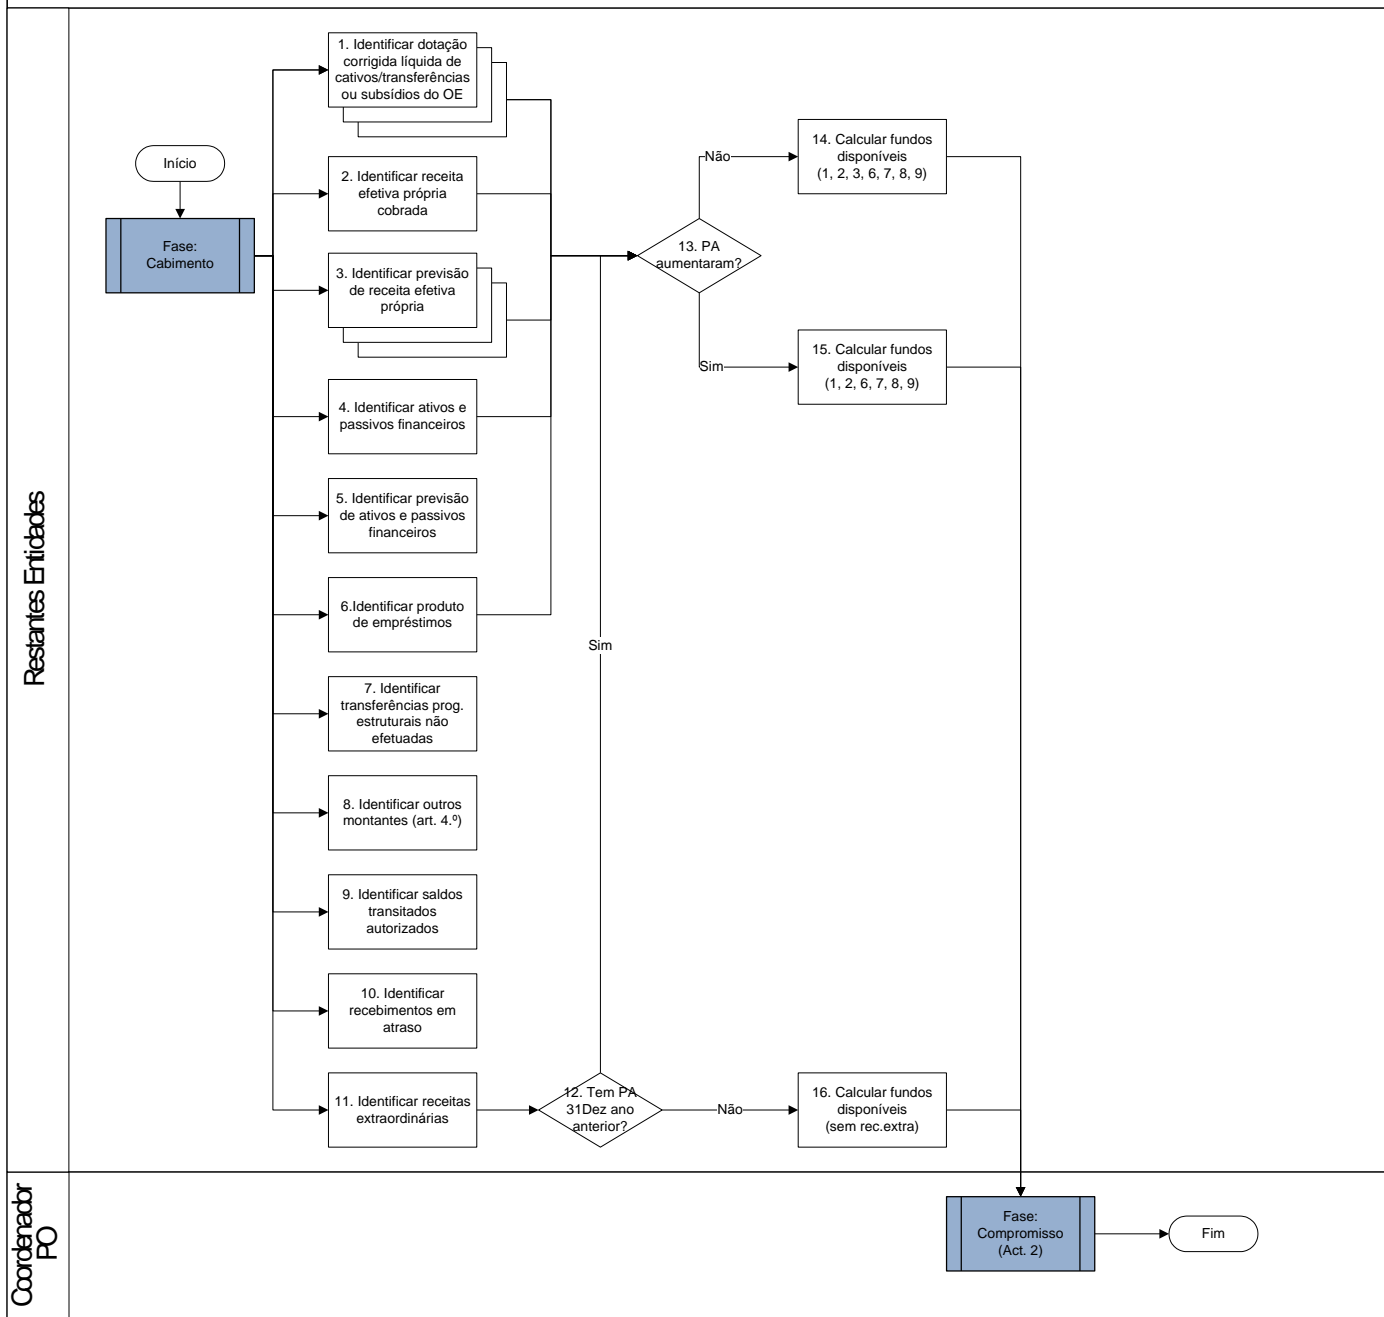 Restantes Entidades
Início
Fase:
Cabimento
1. Identificar dotação
corrigida líquida de
cativos/transferências
ou subsídios do OE
2. Identificar receita
efetiva própria
cobrada
3. Identificar previsão
de receita efetiva
própria
4. Identificar ativos e
passivos financeiros
5. Identificar previsão
de ativos e passivos
financeiros
6.Identificar produto
de empréstimos
7. Identificar
transferências prog.
estruturais não
efetuadas
8. Identificar outros
montantes (art. 4.º)
9. Identificar saldos
transitados
autorizados
10. Identificar
recebimentos em
atraso
11. Identificar receitas
extraordinárias
12. Tem PA
31Dez ano
anterior?
Sim
Não
13. PA
aumentaram?
Não
Sim
14. Calcular fundos
disponíveis
(1, 2, 3, 6, 7, 8, 9)
15. Calcular fundos
disponíveis
(1, 2, 6, 7, 8, 9)
16. Calcular fundos
disponíveis
(sem rec.extra)
Coordenador
PO
Fase:
Compromisso
(Act. 2)
Fim